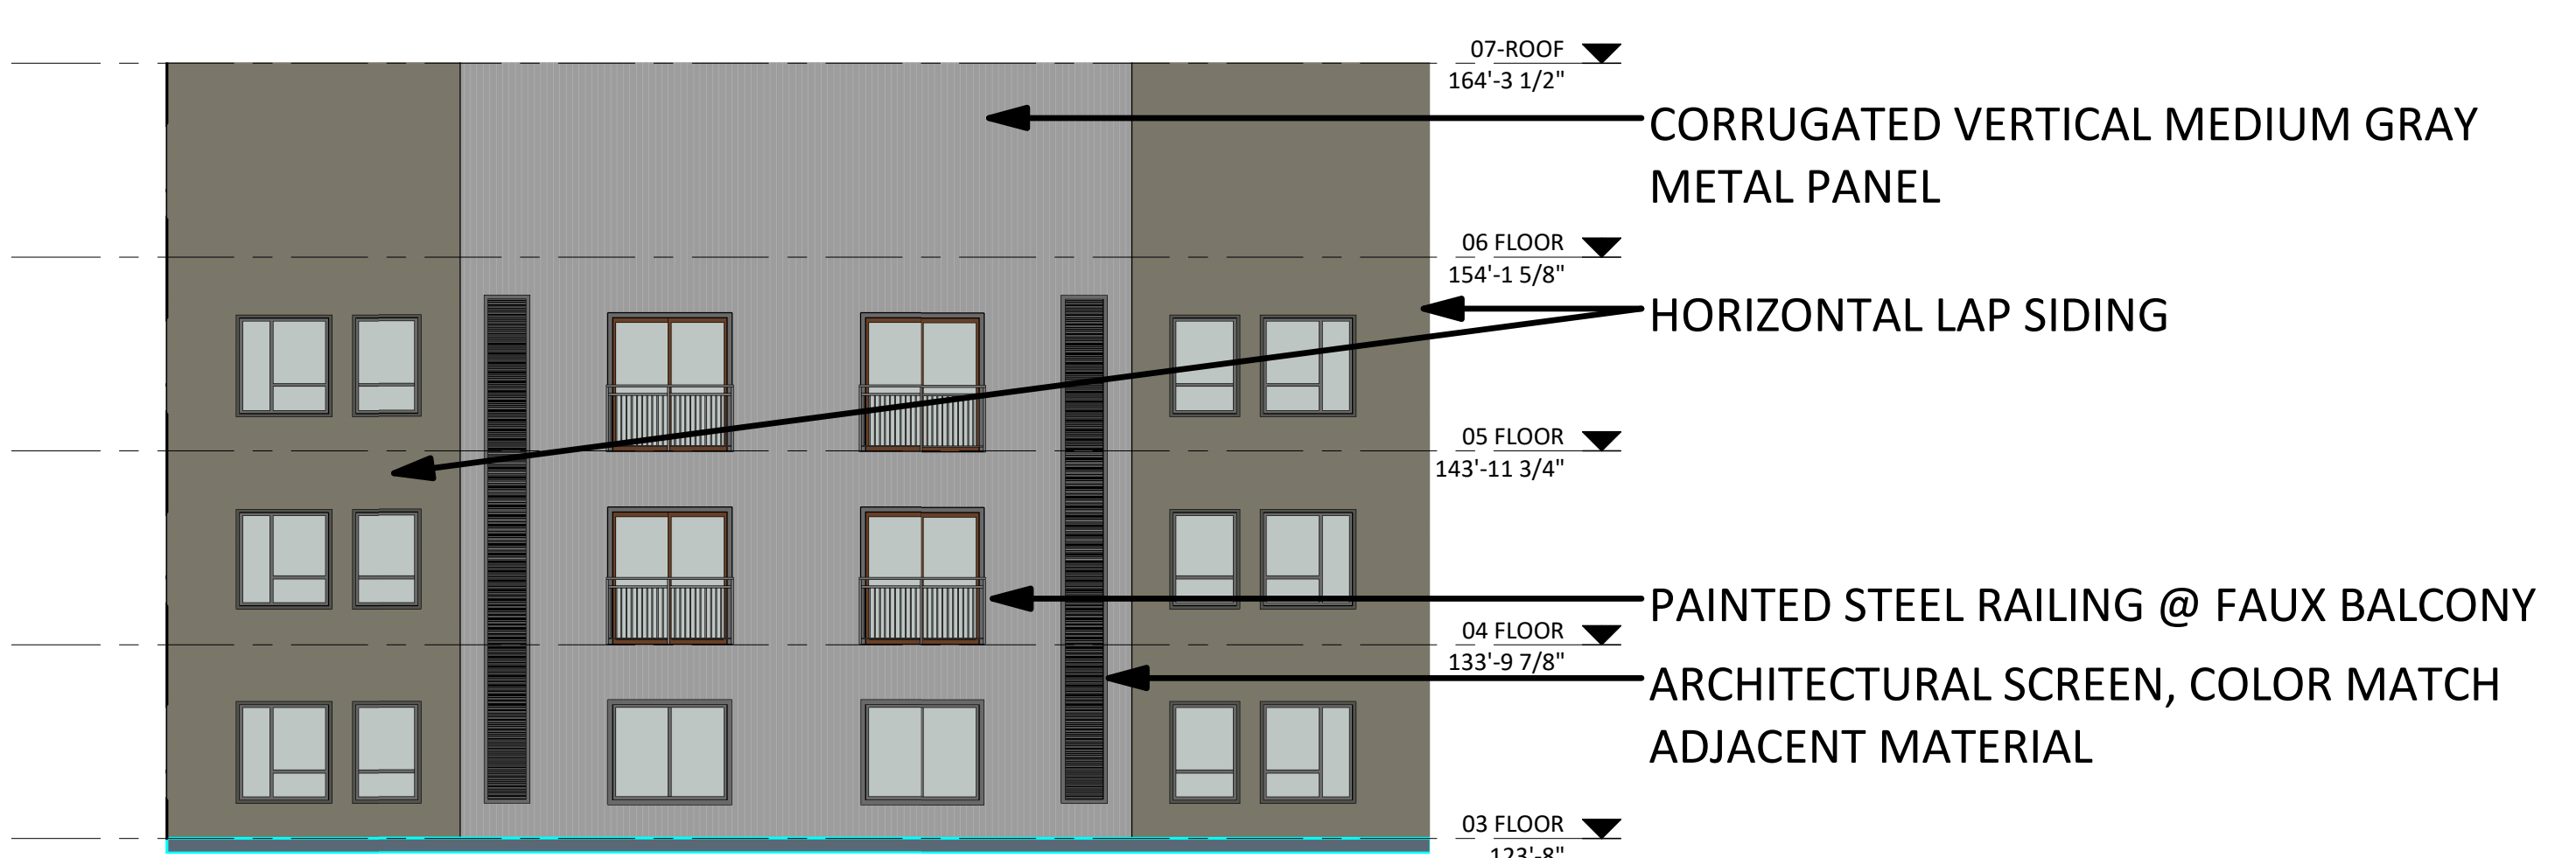 07-ROOF
164'-3 1/2"
CORRUGATED VERTICAL MEDIUM GRAY
METAL PANEL
06 FLOOR
154'-1 5/8"
HORIZONTAL LAP SIDING
05 FLOOR
143'-11 3/4"
PAINTED STEEL RAILING @ FAUX BALCONY
04 FLOOR
133'-9 7/8"
ARCHITECTURAL SCREEN, COLOR MATCH
ADJACENT MATERIAL
03 FLOOR
123'-8"